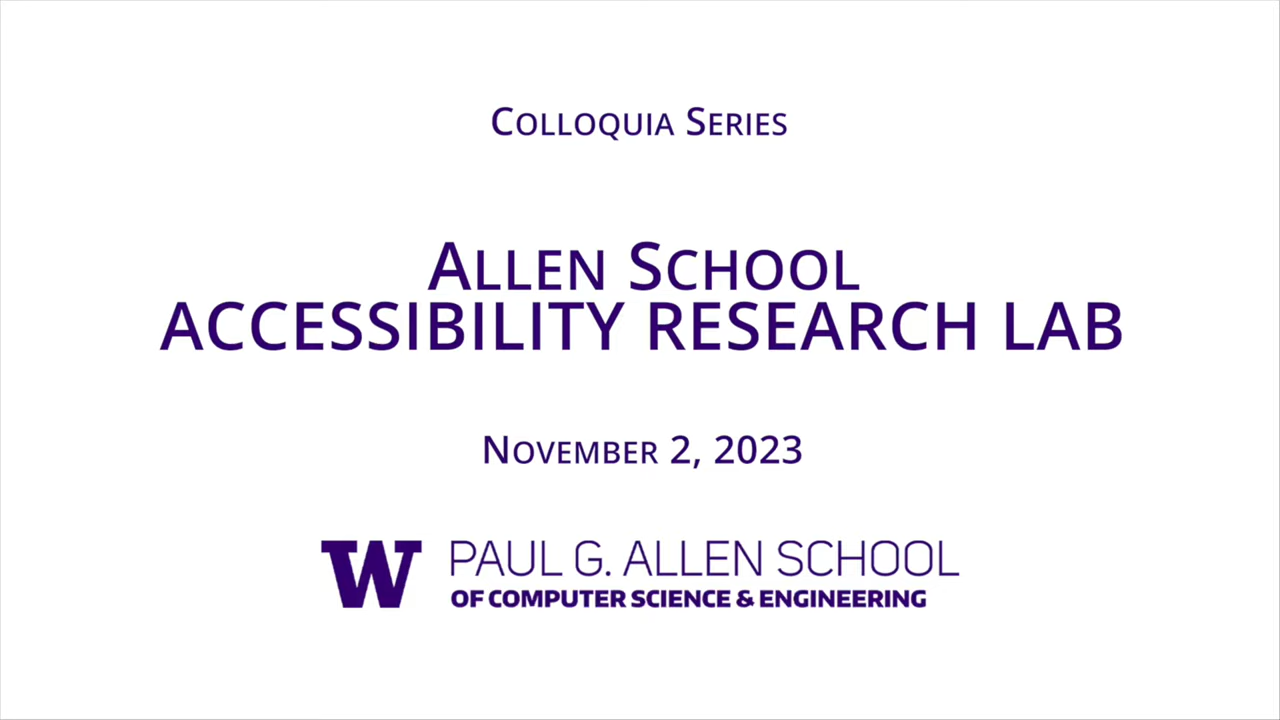 Colloquia Series
Allen School
ACCESSIBILITY RESEARCH LAB
November 2, 2023
W PAUL G. ALLEN SCHOOL
OF COMPUTER SCIENCE & ENGINEERING